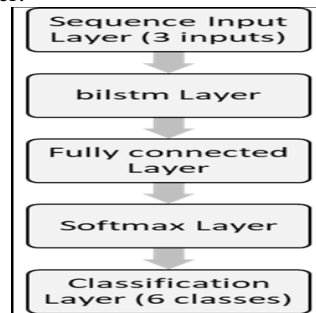 Sequence Input
Layer (3 inputs)
bilstm Layer
Fully connected
Layer
Softmax Layer
Classification
Layer (6 classes)